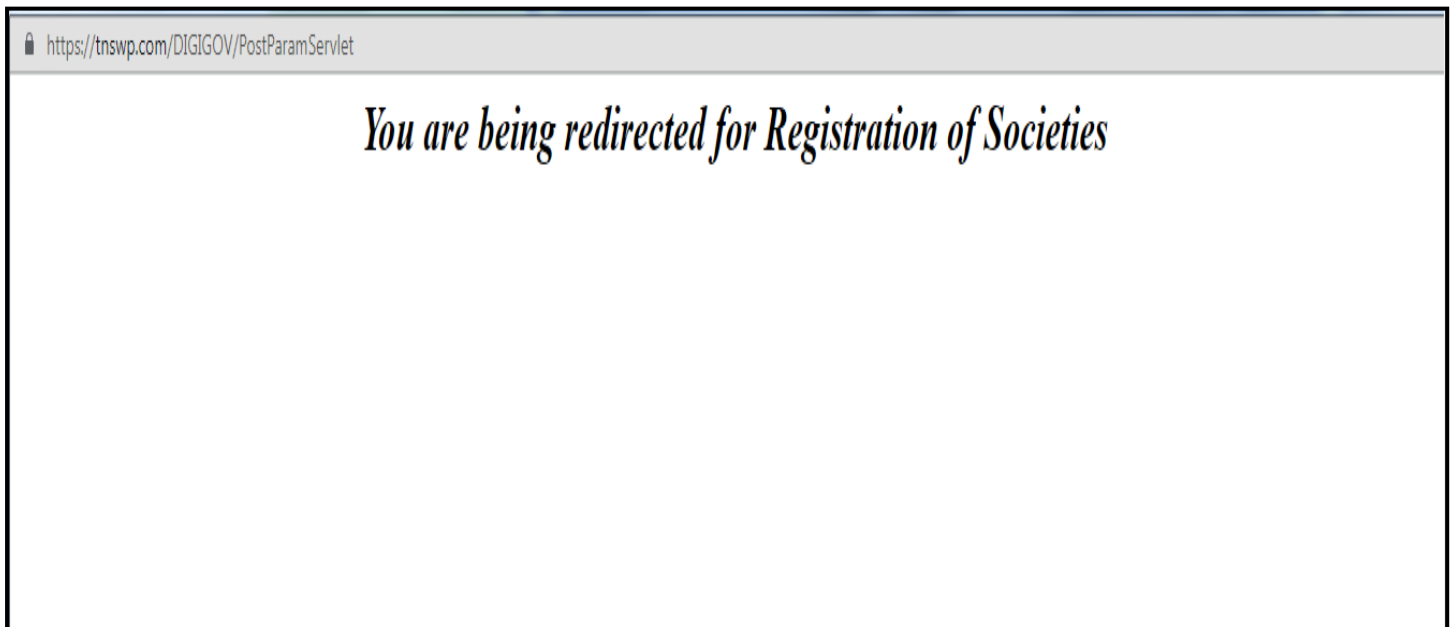 https://tnswp.com/DIGIGOV/PostParamServlet
You are being redirected for Registration of Societies